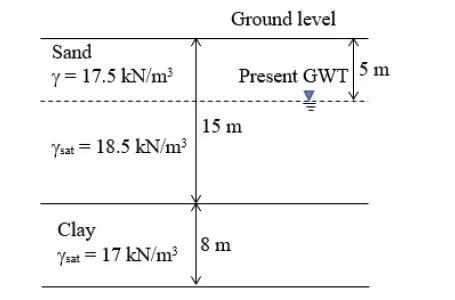 Ground level
Sand
γ = 17.5 kN/m³
Present GWT
5 m
15 m
γsat = 18.5 kN/m³
Clay
γsat = 17 kN/m³
8 m